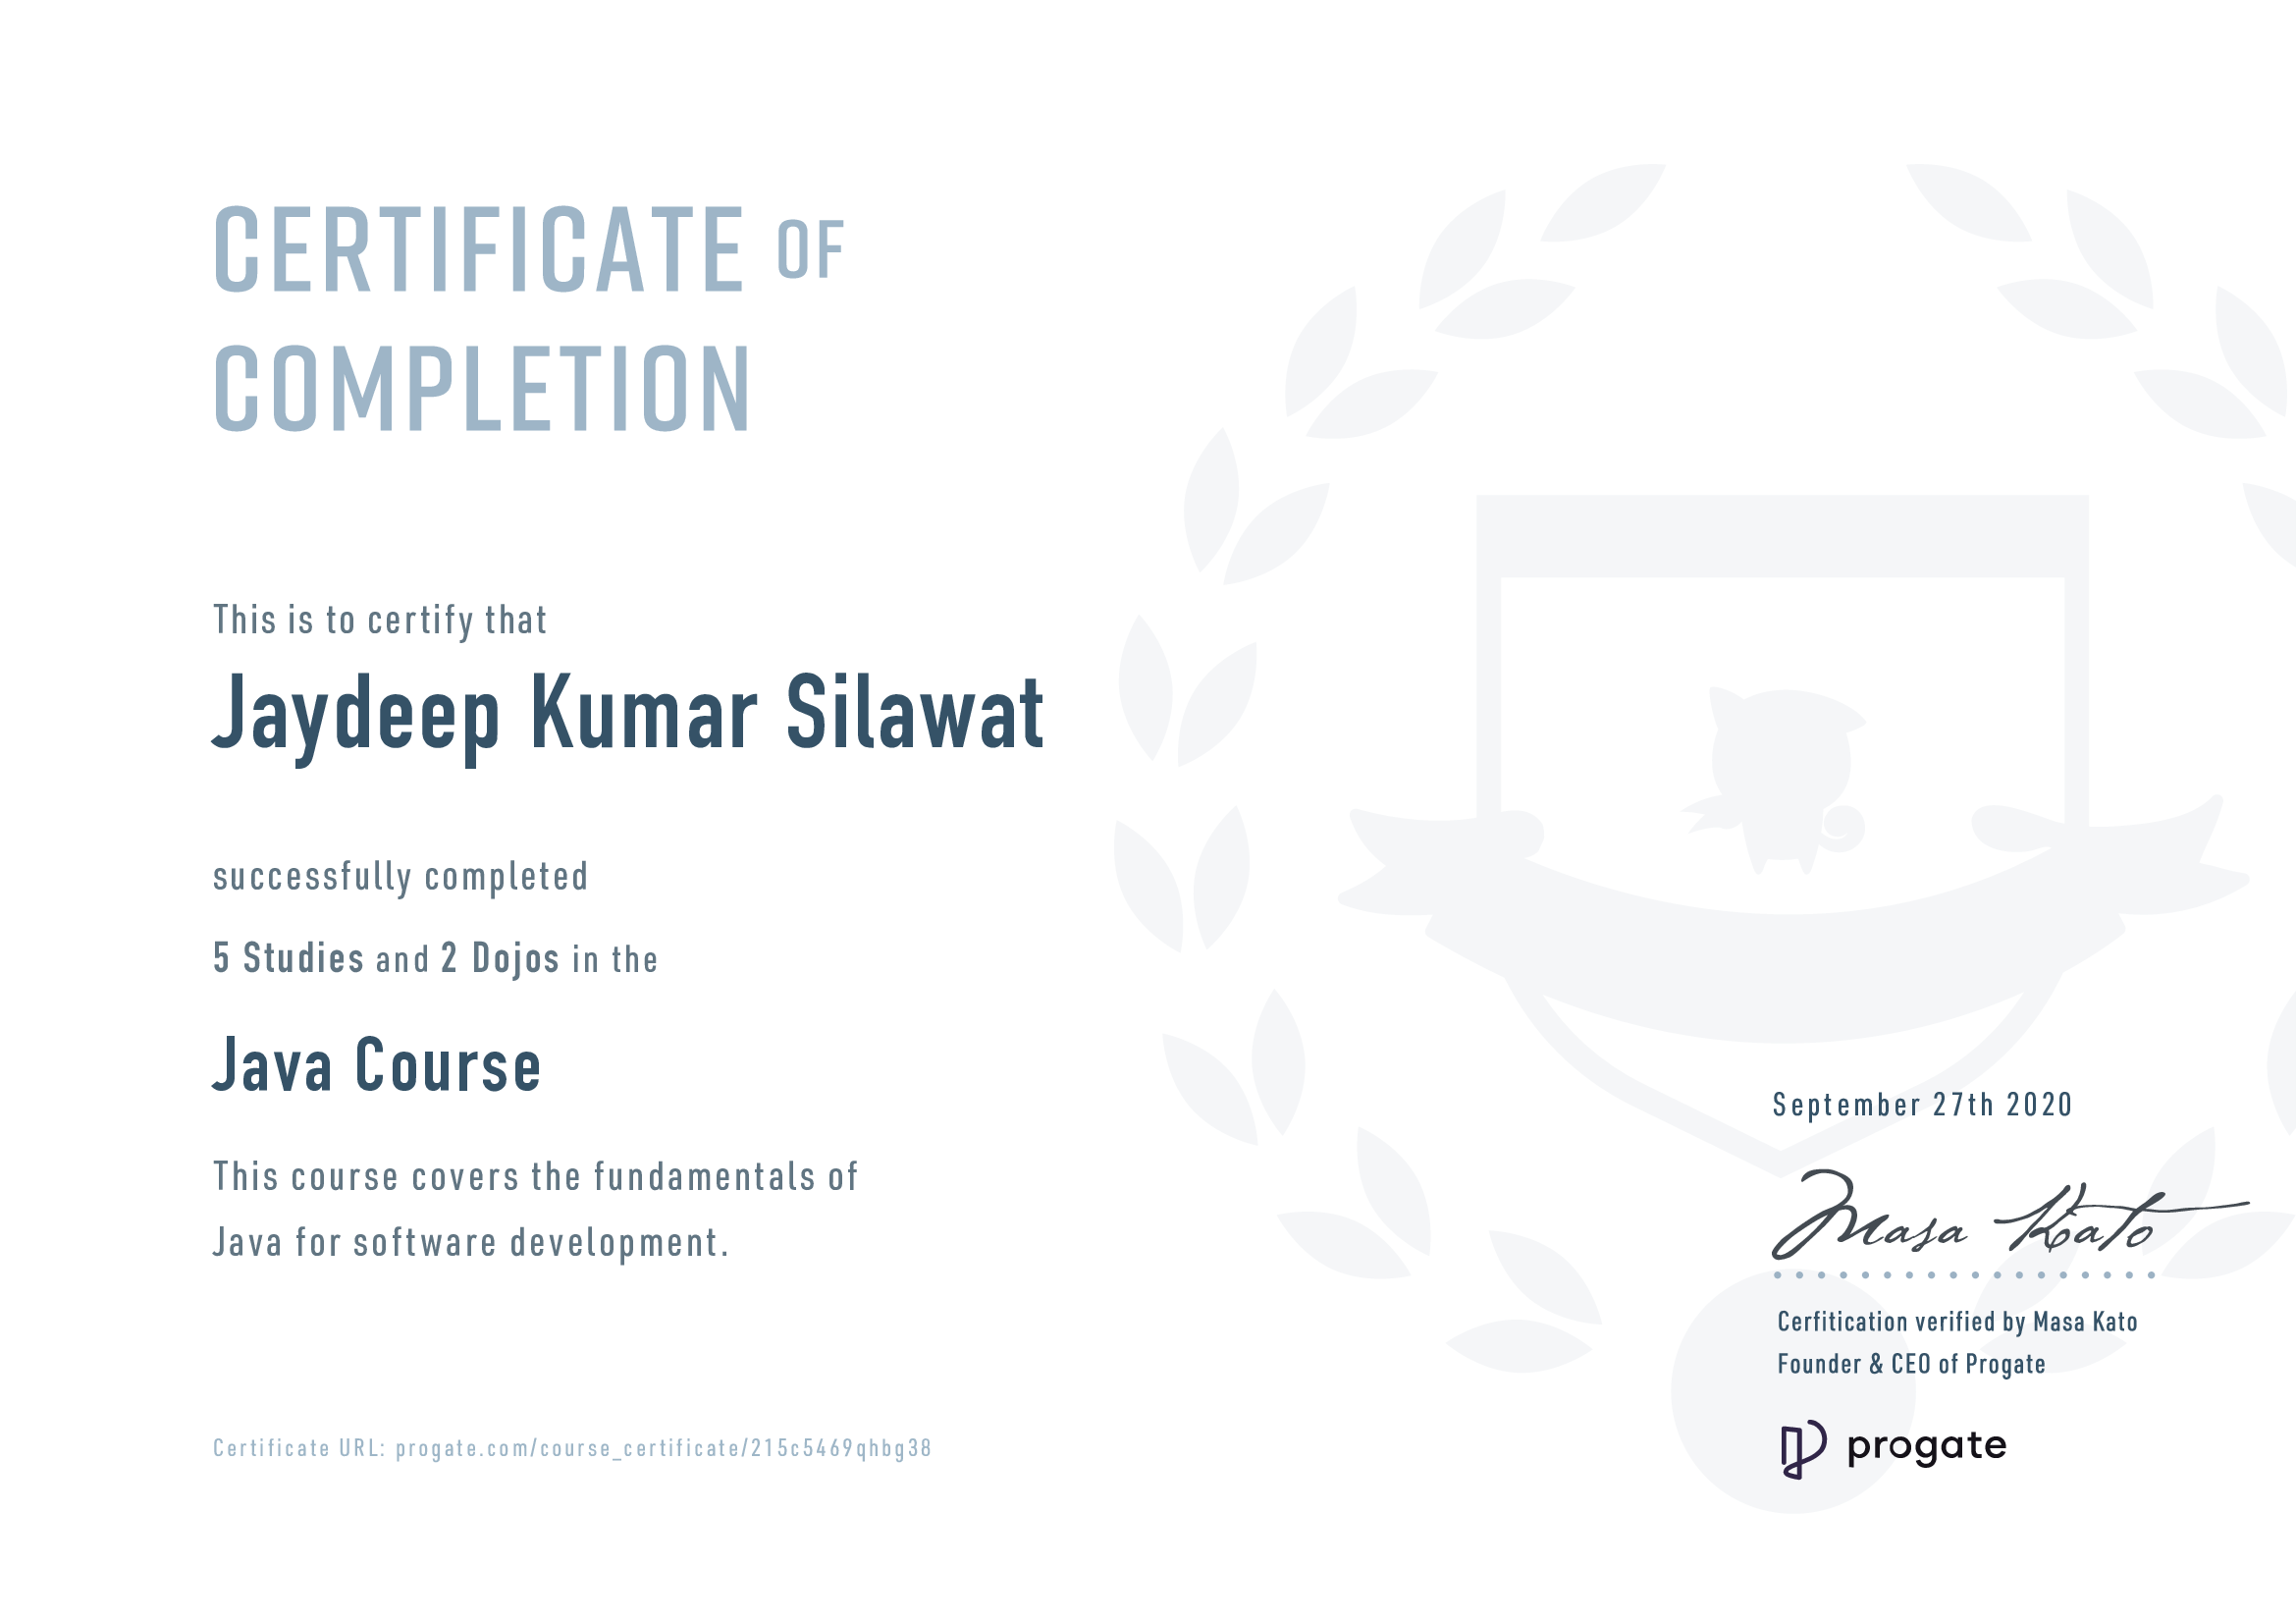 CERTIFICATE OF
COMPLETION
This is to certify that
Jaydeep Kumar Silawat
successfully completed
5 Studies and 2 Dojos in the
Java Course
This course covers the fundamentals of
Java for software development.
Certificate URL: progate.com/course_certificate/215c5469qhbg38
September 27th 2020
Masa Kato
Cerfitication verified by Masa Kato
Founder & CEO of Progate
progate